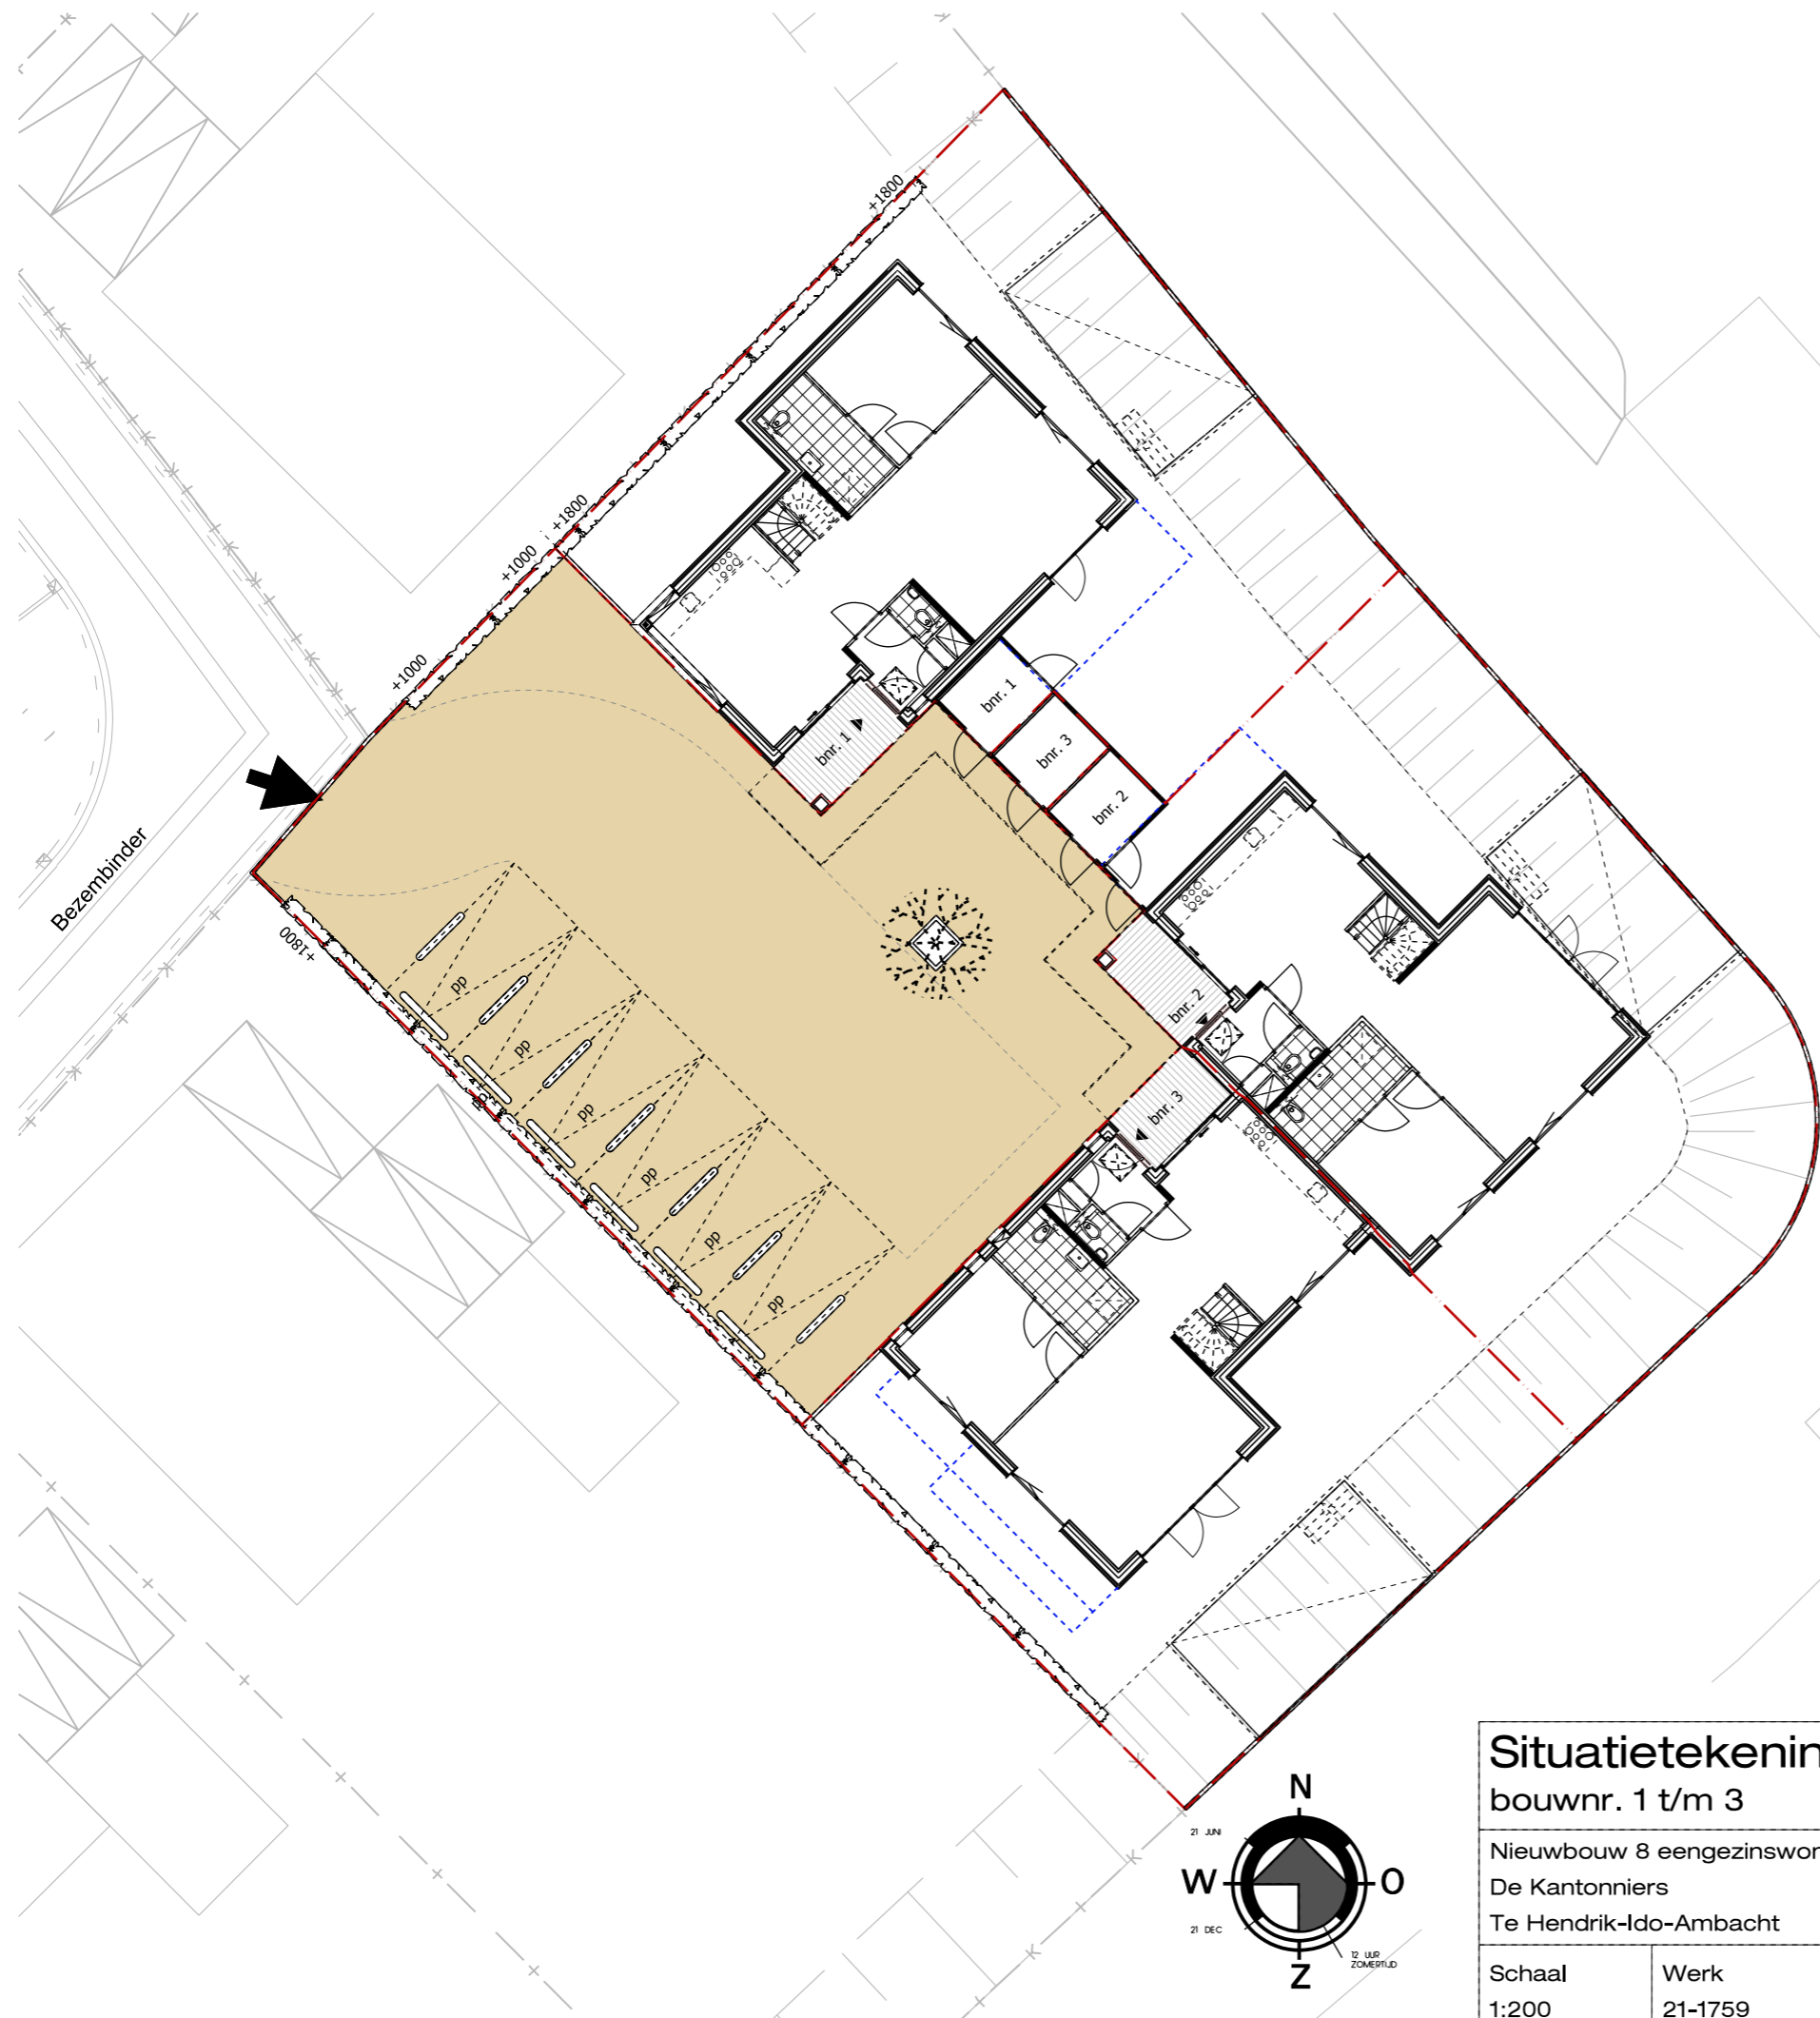 +1800
+1800
+1000
+1000
Bezembinder
+1800
bnr. 1
bnr. 1
bnr. 3
bnr. 2
bnr. 2
bnr. 3
pp
pp
pp
pp
pp
pp
N
21 JUNI
W
O
21 DEC
12 UUR
ZOMERTIJD
Z
Situatietekenin
bouwnr. 1 t/m 3
Nieuwbouw 8 eengezinswon
De Kantonniers
Te Hendrik-Ido-Ambacht
Schaal
Werk
1:200
21-1759